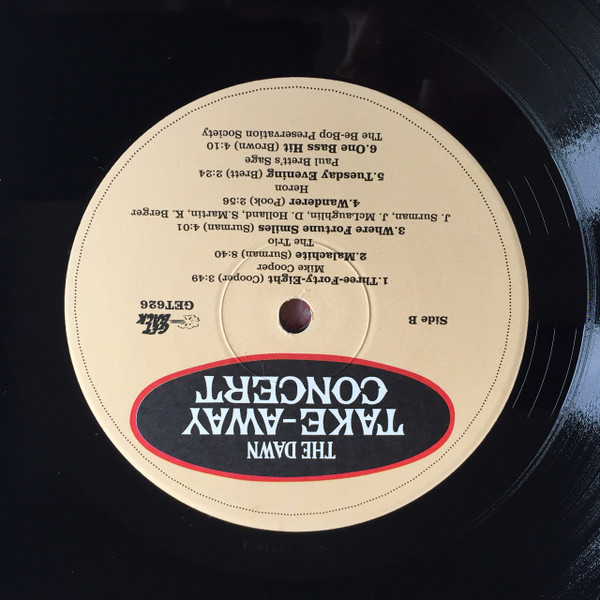 THE DAWN
TAKE-AWAY
CONCERT
Side B
GET BACK
GET626
1.Three-Forty-Eight (Cooper) 3:49
Mike Cooper
2.Malachite (Surman) 8:40
The Trio
3.Where Fortune Smiles (Surman) 4:01
J. Surman, J. McLaughlin, D. Holland, S.Martin, K. Berger
4.Wanderer (Pook) 2:56
Heron
5.Tuesday Evening (Brett) 2:24
Paul Brett's Sage
6.One Bass Hit (Brown) 4:10
The Be-Bop Preservation Society